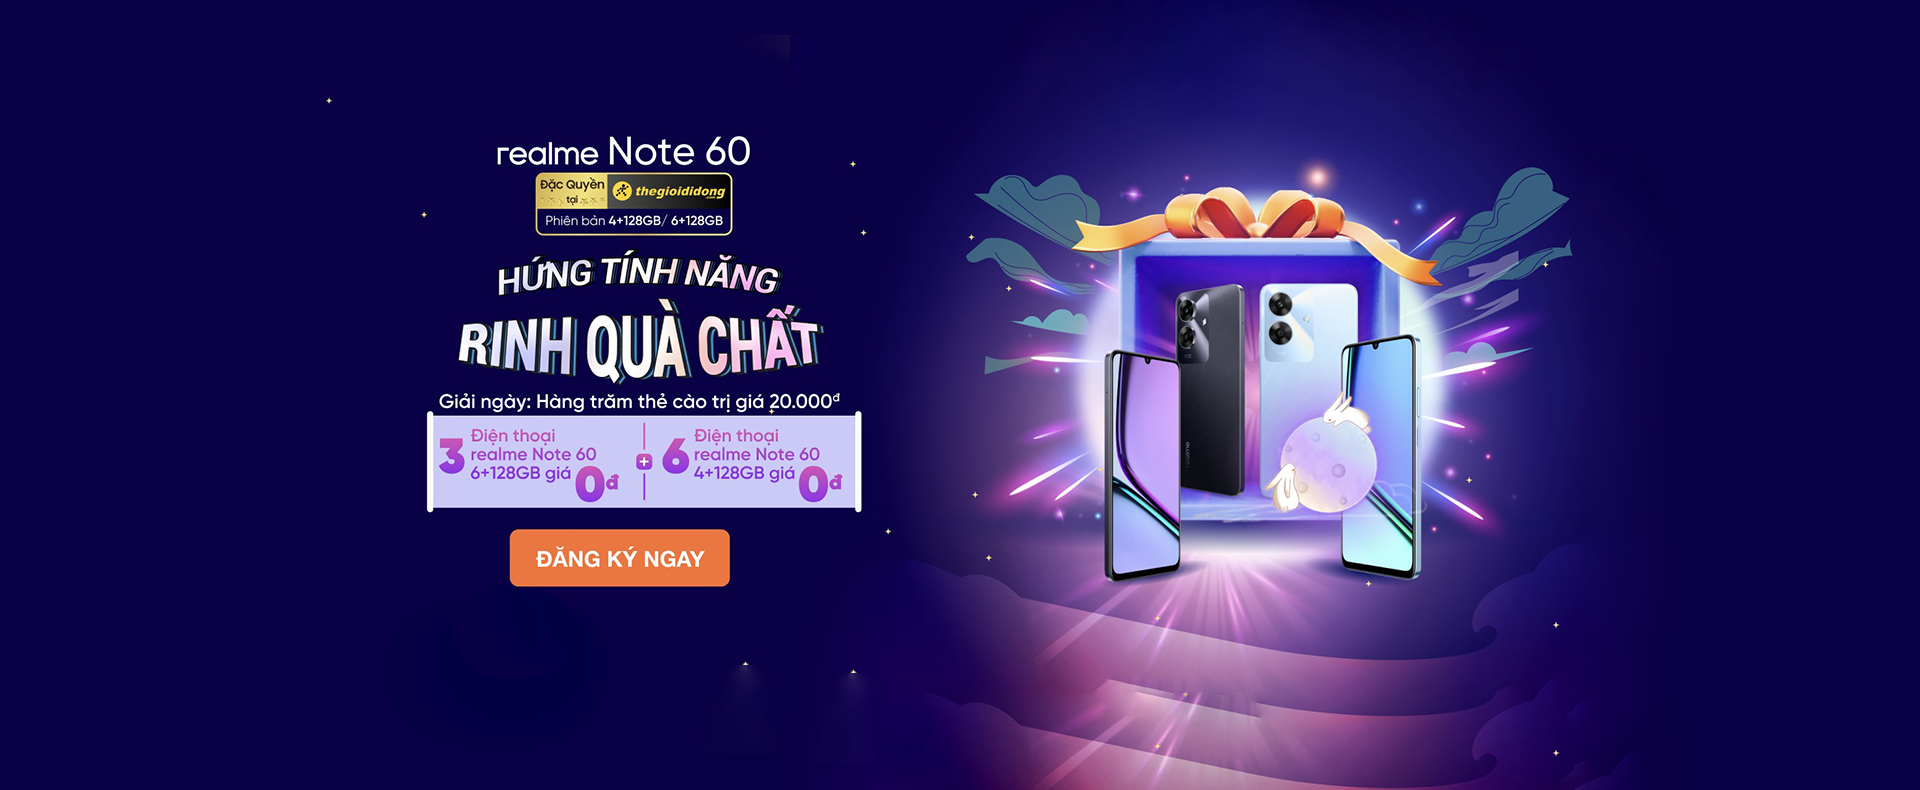 realme Note 60
Đặc Quyền
tại
thegioididong
.com
Phiên bản 4+128GB/ 6+128GB
HỨNG TÍNH NĂNG
RINH QUÀ CHẤT
Giải ngày: Hàng trăm thẻ cào trị giá 20.000đ
3 Điện thoại
realme Note 60
6+128GB giá 0đ
+
6 Điện thoại
realme Note 60
4+128GB giá 0đ
ĐĂNG KÝ NGAY
realme